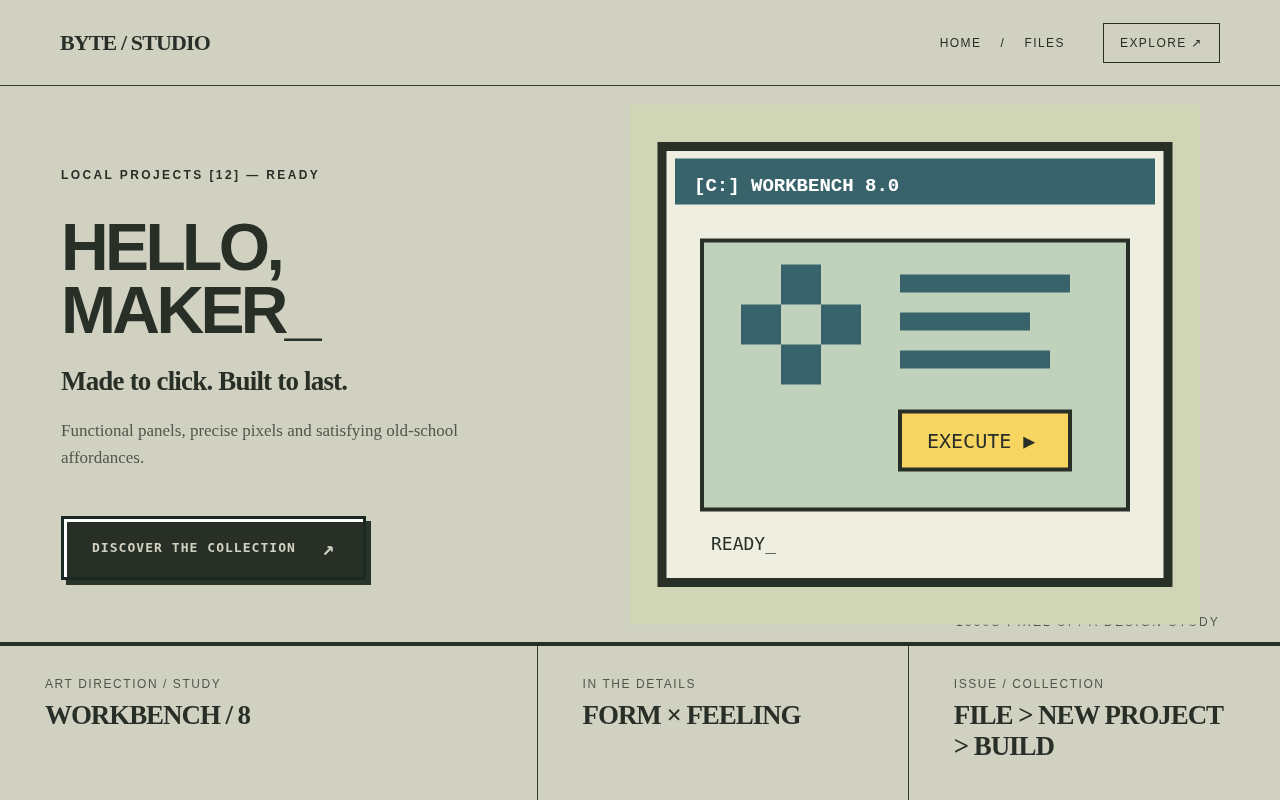 BYTE / STUDIO
HOME / FILES
EXPLORE ↗
LOCAL PROJECTS [12] — READY
HELLO,
MAKER_
Made to click. Built to last.
Functional panels, precise pixels and satisfying old-school
affordances.
DISCOVER THE COLLECTION ↗
[C:] WORKBENCH 8.0
EXECUTE ▶
READY_
ART DIRECTION / STUDY
WORKBENCH / 8
IN THE DETAILS
FORM × FEELING
ISSUE / COLLECTION
FILE > NEW PROJECT
> BUILD